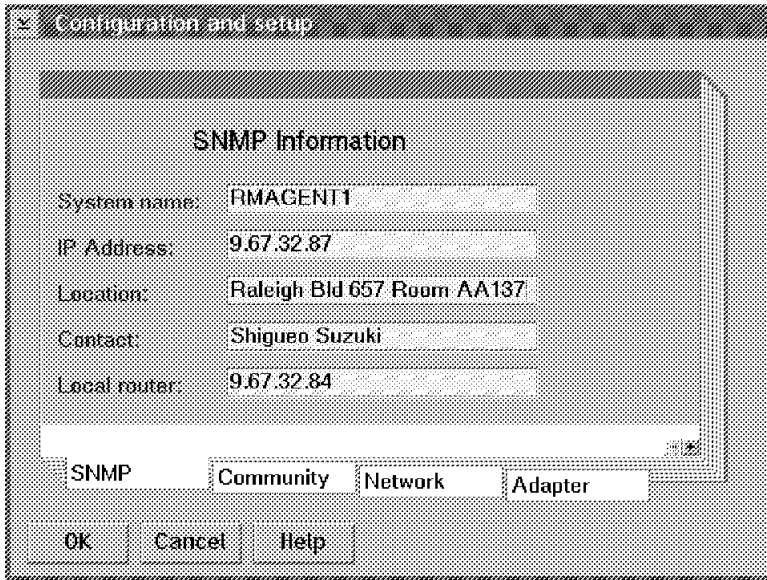 Configuration and setup
SNMP Information
System name: RMAGENT1
IP Address: 9.67.32.87
Location: Raleigh Bld 657 Room AA137
Contact: Shigueo Suzuki
Local router: 9.67.32.84
SNMP Community Network Adapter
OK Cancel Help